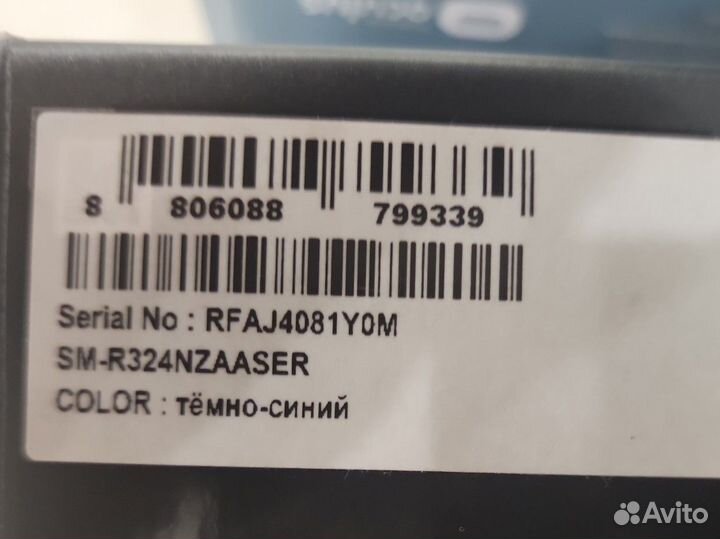 8 806088 799339
Serial No : RFAJ4081Y0M
SM-R324NZAASER
COLOR : тёмно-синий
Avito